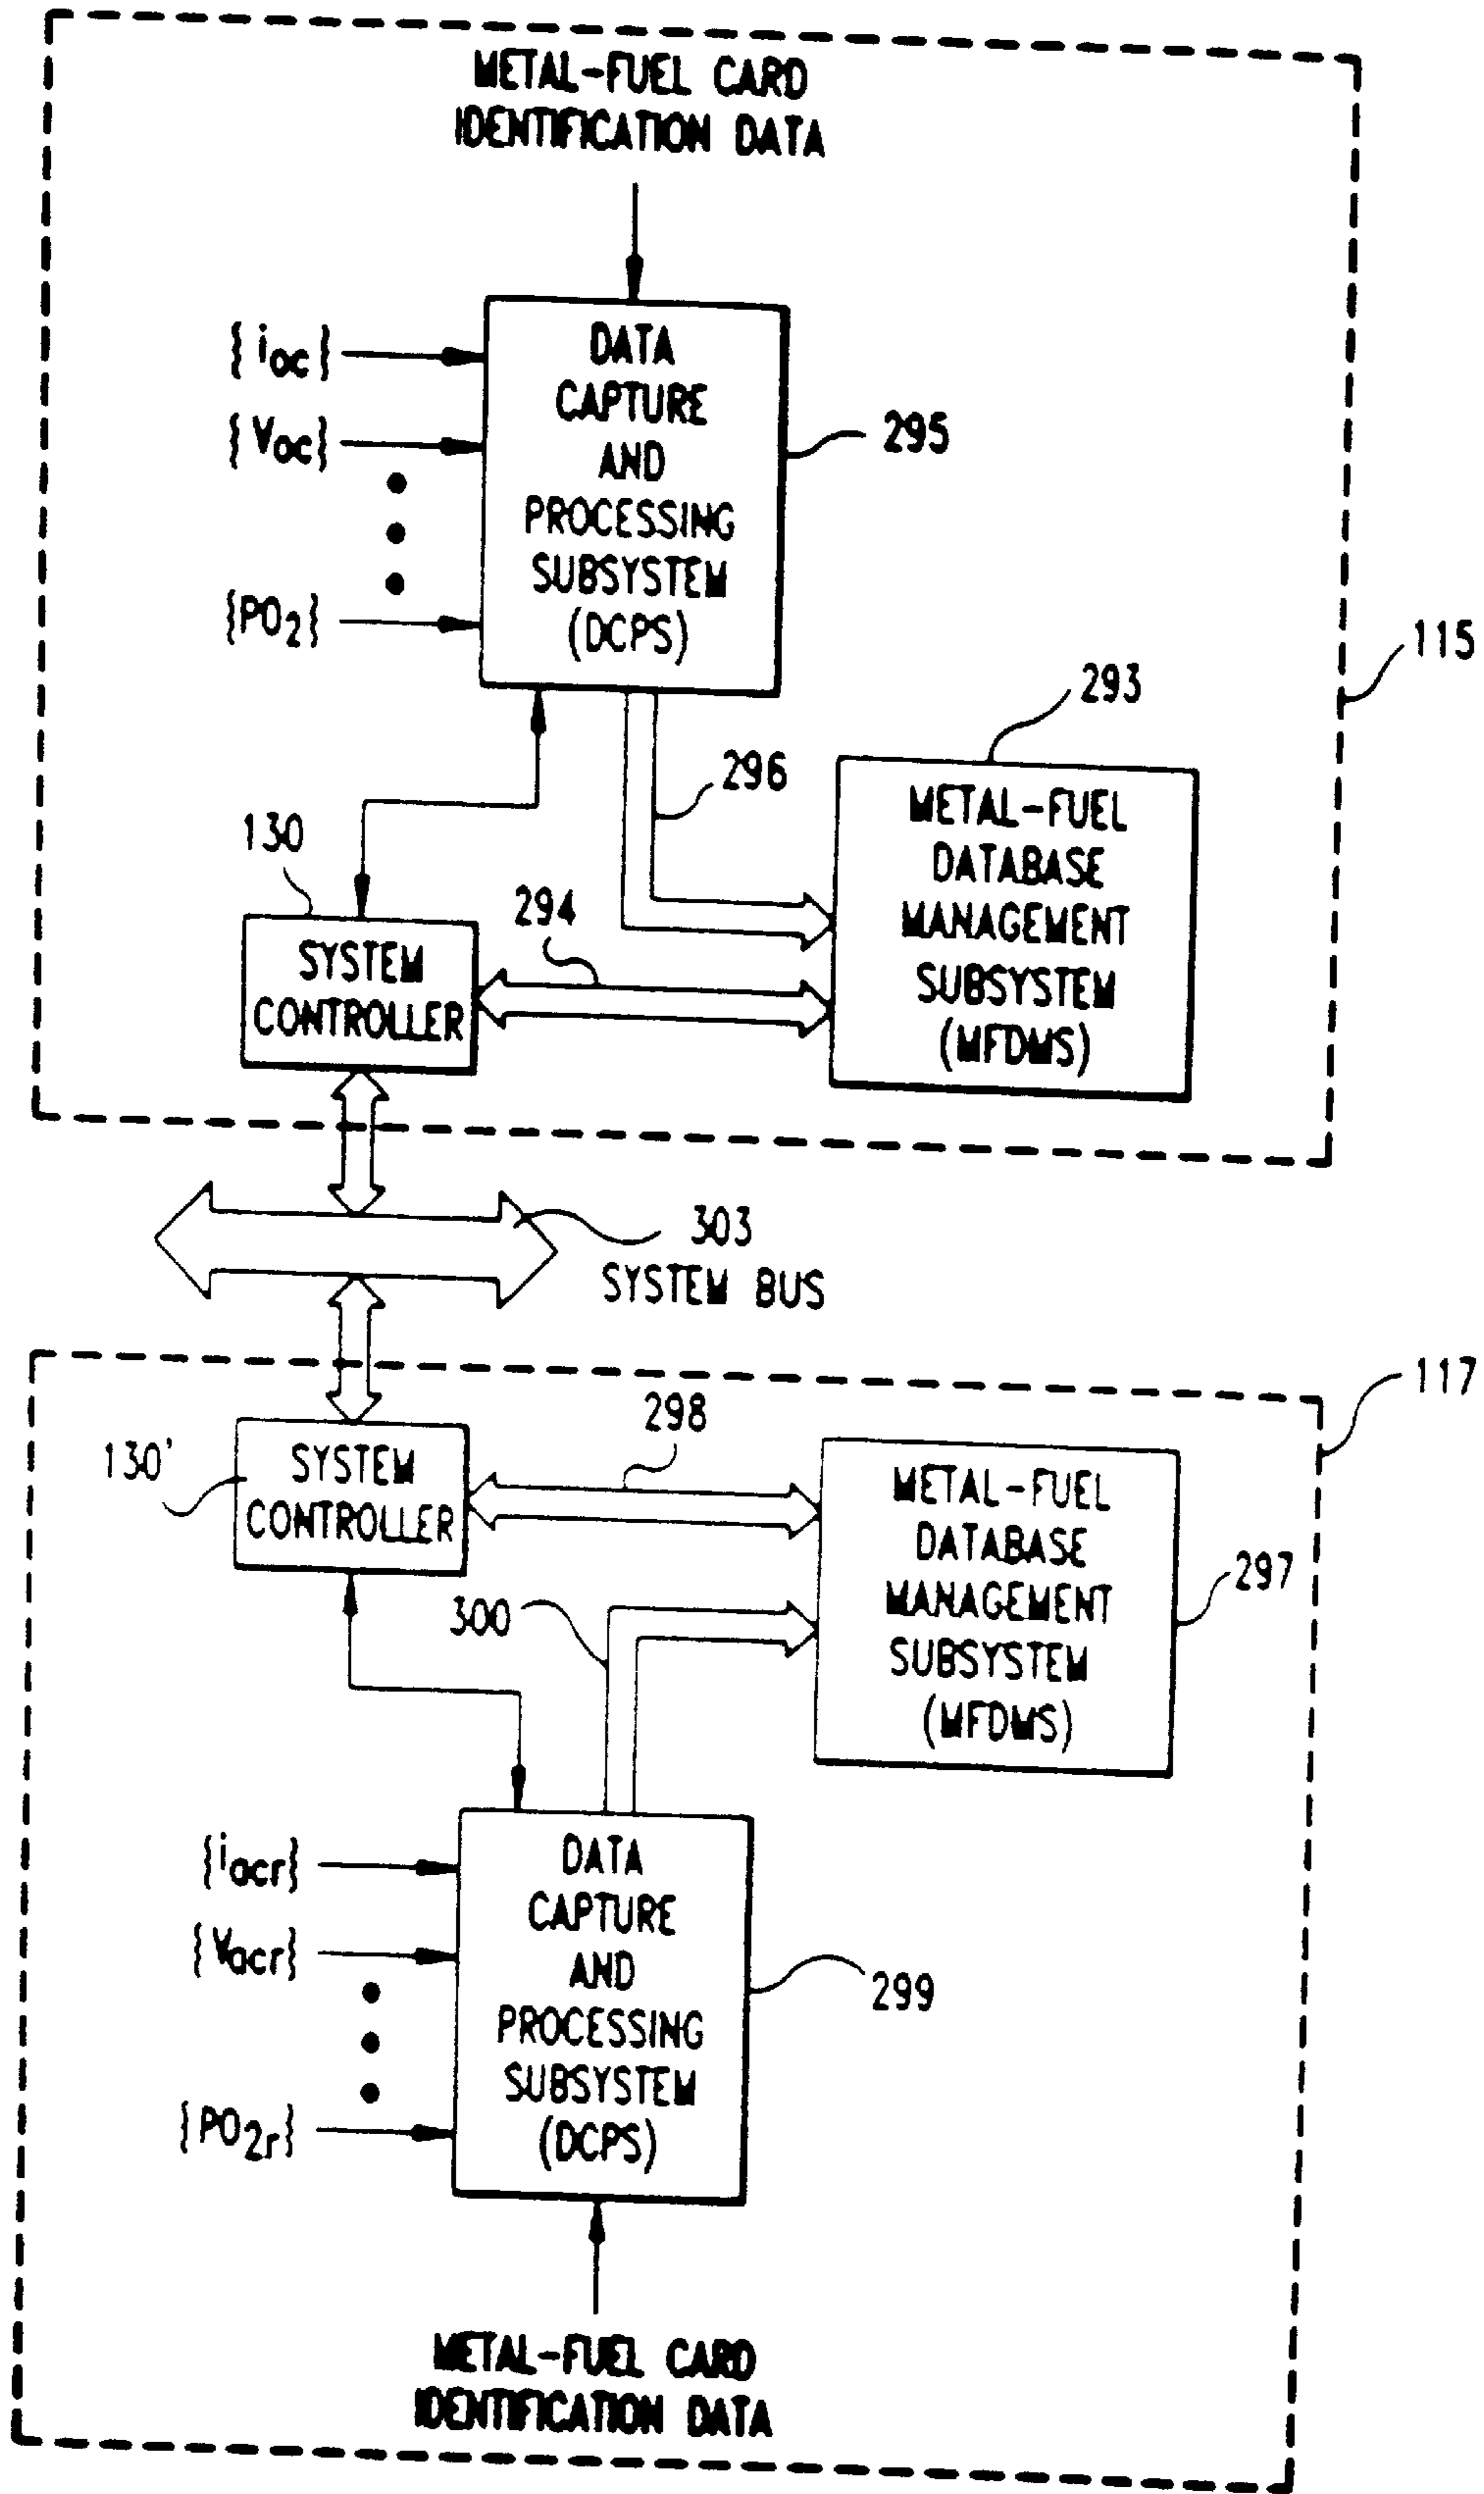 METAL-FUEL CARD
IDENTIFICATION DATA
{ioc}
{Voc}
{PO2}
DATA
CAPTURE
AND
PROCESSING
SUBSYSTEM
(DCPS)
295
115
293
296
METAL-FUEL
DATABASE
MANAGEMENT
SUBSYSTEM
(MFDMS)
130
294
SYSTEM
CONTROLLER
303
SYSTEM BUS
117
298
130'
SYSTEM
CONTROLLER
METAL-FUEL
DATABASE
MANAGEMENT
SUBSYSTEM
(MFDMS)
297
300
{iacr}
{Vacr}
{PO2r}
DATA
CAPTURE
AND
PROCESSING
SUBSYSTEM
(DCPS)
299
METAL-FUEL CARD
IDENTIFICATION DATA